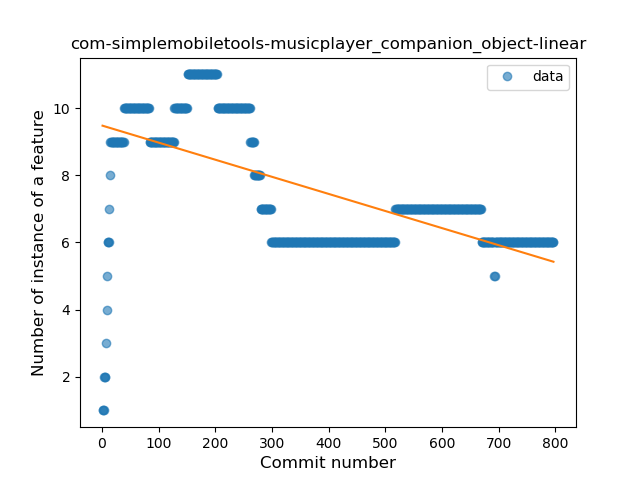 com-simplemobiletools-musicplayer_companion_object-linear
data
Number of instance of a feature
10
8
6
4
2
0 100 200 300 400 500 600 700 800
Commit number